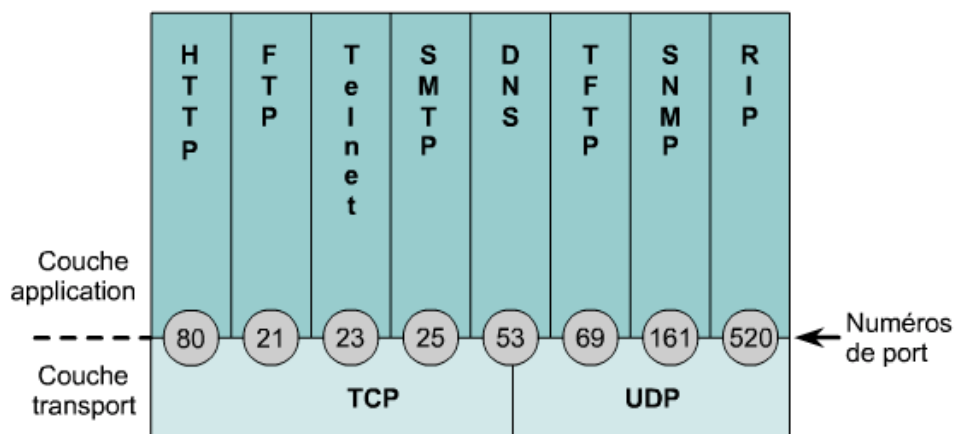 HTTP
FTP
Telnet
SMTP
DNS
TFTP
SNMP
RIP
Couche
application
80 21 23 25 53 69 161 520
Numéros
de port
Couche
transport
TCP
UDP